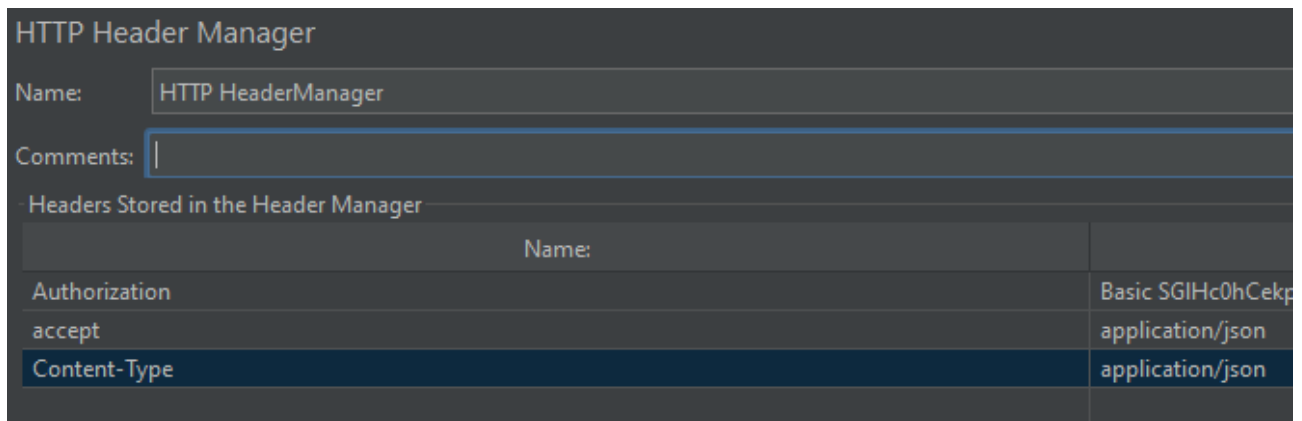 HTTP Header Manager
Name: HTTP HeaderManager
Comments:
Headers Stored in the Header Manager
Name:
Authorization Basic SGlHc0hCekp
accept application/json
Content-Type application/json